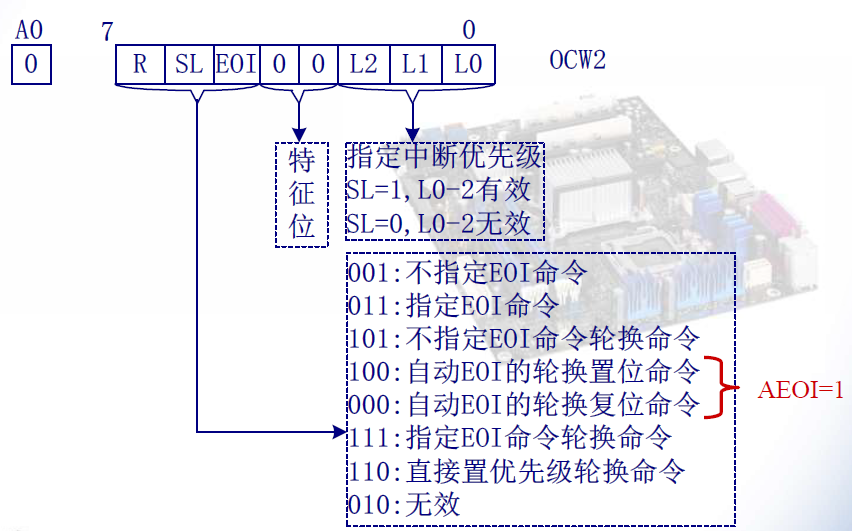 A0 7 0
0 R SL EOI 0 0 L2 L1 L0 OCW2
特征位
指定中断优先级
SL=1,L0-2有效
SL=0,L0-2无效
001:不指定EOI命令
011:指定EOI命令
101:不指定EOI命令轮换命令
100:自动EOI的轮换置位命令
000:自动EOI的轮换复位命令
AEOI=1
111:指定EOI命令轮换命令
110:直接置优先级轮换命令
010:无效